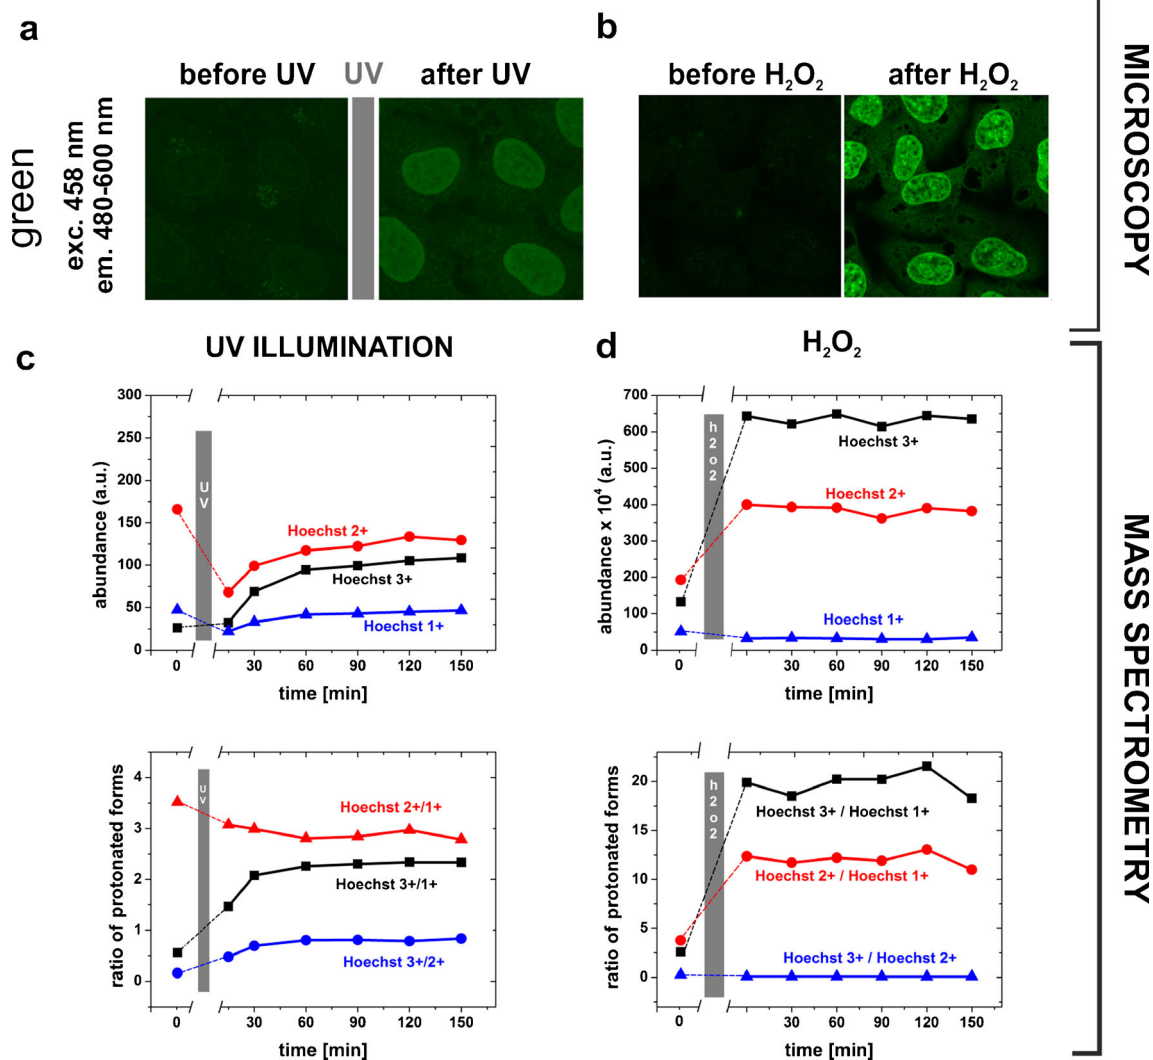 a
before UV
UV
after UV
green
exc. 458 nm
em. 480-600 nm
b
before H₂O₂
after H₂O₂
MICROSCOPY
c
UV ILLUMINATION
300
250
200
150
100
50
0
abundance (a.u.)
UV
Hoechst 2+
Hoechst 3+
Hoechst 1+
0 30 60 90 120 150
time [min]
4
3
2
1
0
ratio of protonated forms
UV
Hoechst 2+/1+
Hoechst 3+/1+
Hoechst 3+/2+
0 30 60 90 120 150
time [min]
d
H₂O₂
700
600
500
400
300
200
100
0
abundance x 10⁴ (a.u.)
h2o2
Hoechst 3+
Hoechst 2+
Hoechst 1+
0 30 60 90 120 150
time [min]
20
15
10
5
0
ratio of protonated forms
h2o2
Hoechst 3+ / Hoechst 1+
Hoechst 2+ / Hoechst 1+
Hoechst 3+ / Hoechst 2+
0 30 60 90 120 150
time [min]
MASS SPECTROMETRY